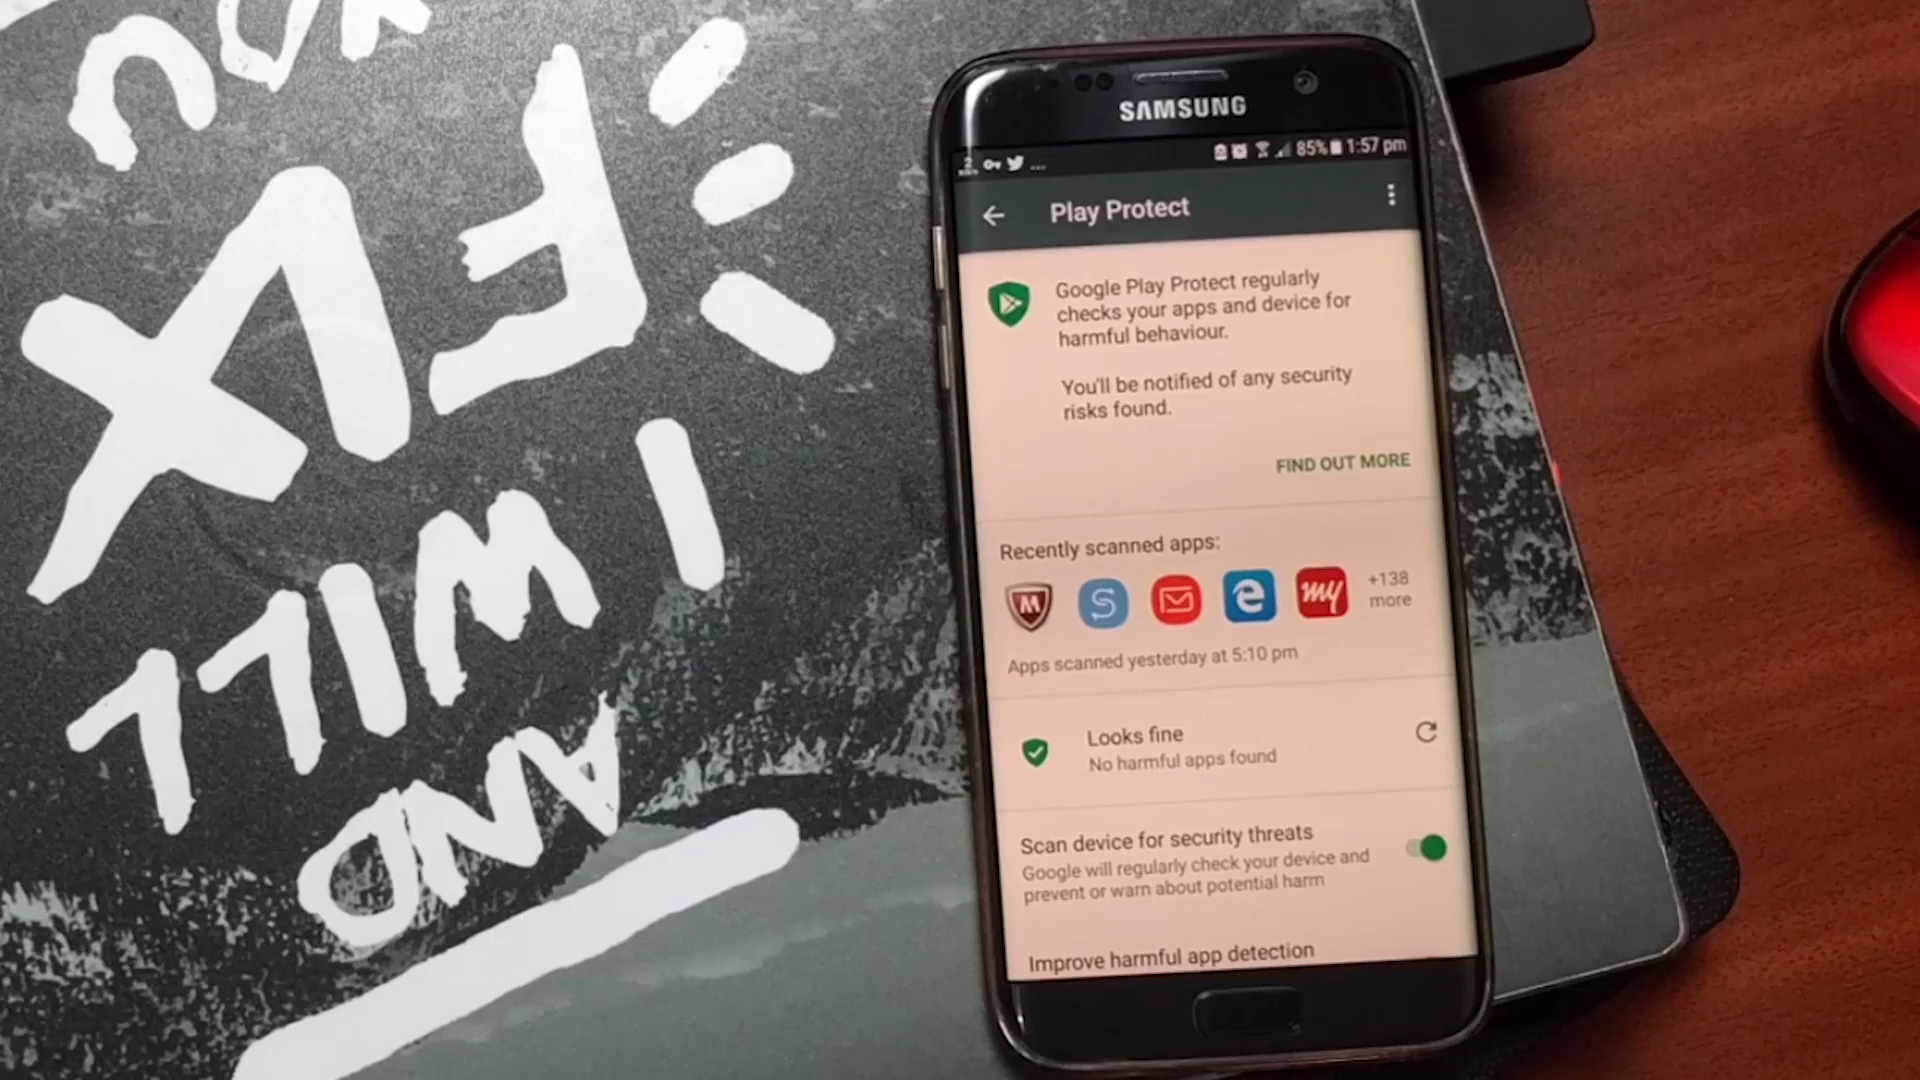 SAMSUNG
85% 1:57 pm
Play Protect
Google Play Protect regularly
checks your apps and device for
harmful behaviour.
You'll be notified of any security
risks found.
FIND OUT MORE
Recently scanned apps:
M S e my +138
more
Apps scanned yesterday at 5:10 pm
Looks fine
No harmful apps found
Scan device for security threats
Google will regularly check your device and
prevent or warn about potential harm
Improve harmful app detection
AND
I WILL